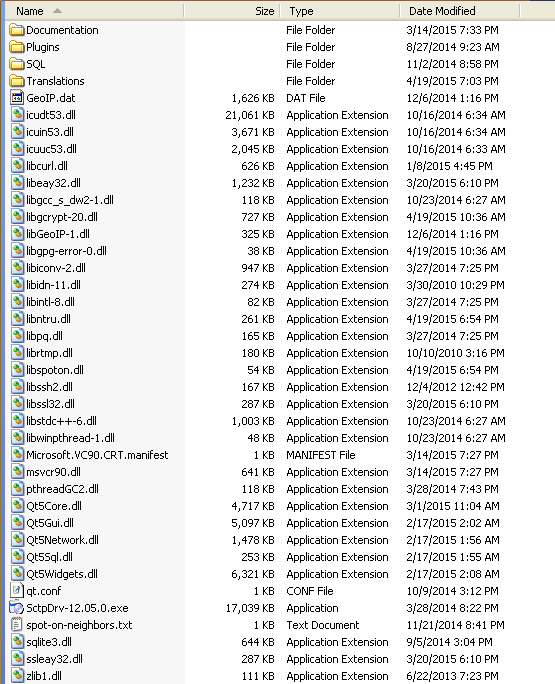 Name Size Type Date Modified
Documentation File Folder 3/14/2015 7:33 PM
Plugins File Folder 8/27/2014 9:23 AM
SQL File Folder 11/2/2014 8:58 PM
Translations File Folder 4/19/2015 7:03 PM
GeoIP.dat 1,626 KB DAT File 12/6/2014 1:16 PM
icudt53.dll 21,061 KB Application Extension 10/16/2014 6:34 AM
icuin53.dll 3,671 KB Application Extension 10/16/2014 6:34 AM
icuuc53.dll 2,045 KB Application Extension 10/16/2014 6:33 AM
libcurl.dll 626 KB Application Extension 1/8/2015 4:45 PM
libeay32.dll 1,232 KB Application Extension 3/20/2015 6:10 PM
libgcc_s_dw2-1.dll 118 KB Application Extension 10/23/2014 6:27 AM
libgcrypt-20.dll 727 KB Application Extension 4/19/2015 10:36 AM
libGeoIP-1.dll 325 KB Application Extension 12/6/2014 1:16 PM
libgpg-error-0.dll 38 KB Application Extension 4/19/2015 10:36 AM
libiconv-2.dll 947 KB Application Extension 3/27/2014 7:25 PM
libidn-11.dll 274 KB Application Extension 3/30/2010 10:29 PM
libintl-8.dll 82 KB Application Extension 3/27/2014 7:25 PM
libntru.dll 261 KB Application Extension 4/19/2015 6:54 PM
libpq.dll 165 KB Application Extension 3/27/2014 7:25 PM
librtmp.dll 180 KB Application Extension 10/10/2010 3:16 PM
libspoton.dll 54 KB Application Extension 4/19/2015 6:54 PM
libssh2.dll 167 KB Application Extension 12/4/2012 12:42 PM
libssl32.dll 287 KB Application Extension 3/20/2015 6:10 PM
libstdc++-6.dll 1,003 KB Application Extension 10/23/2014 6:27 AM
libwinpthread-1.dll 48 KB Application Extension 10/23/2014 6:27 AM
Microsoft.VC90.CRT.manifest 1 KB MANIFEST File 3/14/2015 7:27 PM
msvcr90.dll 641 KB Application Extension 3/14/2015 7:27 PM
pthreadGC2.dll 118 KB Application Extension 3/28/2014 7:43 PM
Qt5Core.dll 4,717 KB Application Extension 3/1/2015 11:04 AM
Qt5Gui.dll 5,097 KB Application Extension 2/17/2015 2:02 AM
Qt5Network.dll 1,478 KB Application Extension 2/17/2015 1:56 AM
Qt5Sql.dll 253 KB Application Extension 2/17/2015 1:55 AM
Qt5Widgets.dll 6,321 KB Application Extension 2/17/2015 2:08 AM
qt.conf 1 KB CONF File 10/9/2014 3:12 PM
SctpDrv-12.05.0.exe 17,039 KB Application 3/28/2014 8:22 PM
spot-on-neighbors.txt 1 KB Text Document 11/21/2014 8:41 PM
sqlite3.dll 644 KB Application Extension 9/5/2014 3:04 PM
ssleay32.dll 287 KB Application Extension 3/20/2015 6:10 PM
zlib1.dll 111 KB Application Extension 6/22/2013 7:23 PM